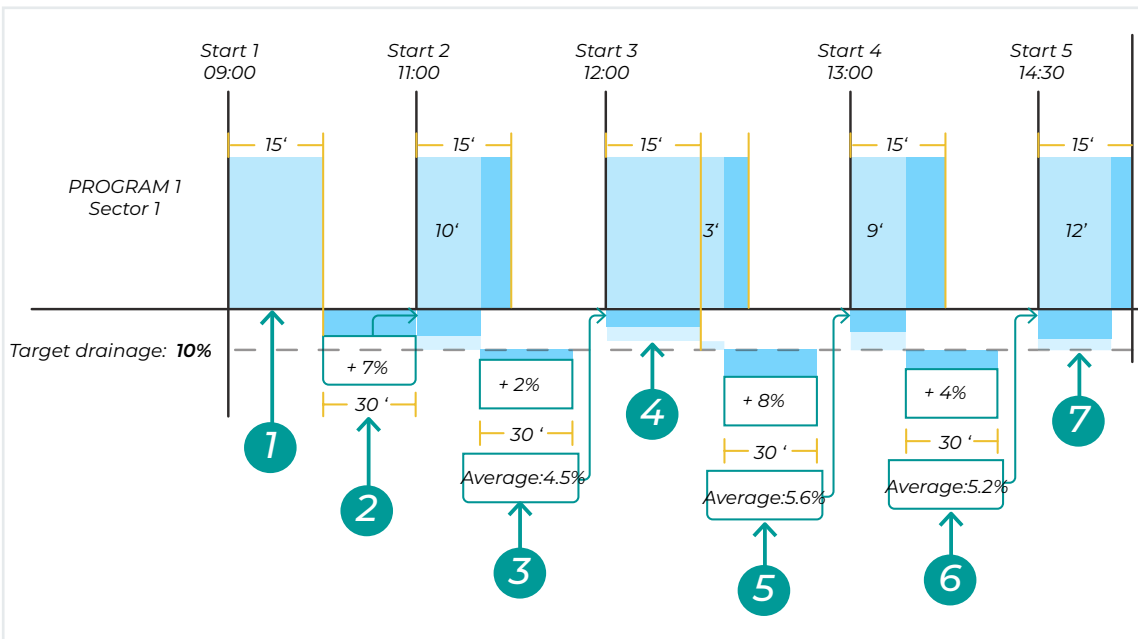 Start 1
09:00
Start 2
11:00
Start 3
12:00
Start 4
13:00
Start 5
14:30
15‘
15‘
15‘
15‘
15‘
PROGRAM 1
Sector 1
10‘
3‘
9‘
12’
Target drainage: 10%
+ 7%
+ 2%
+ 8%
+ 4%
30 ‘
30 ‘
30 ‘
30 ‘
Average:4.5%
Average:5.6%
Average:5.2%
1
2
3
4
5
6
7